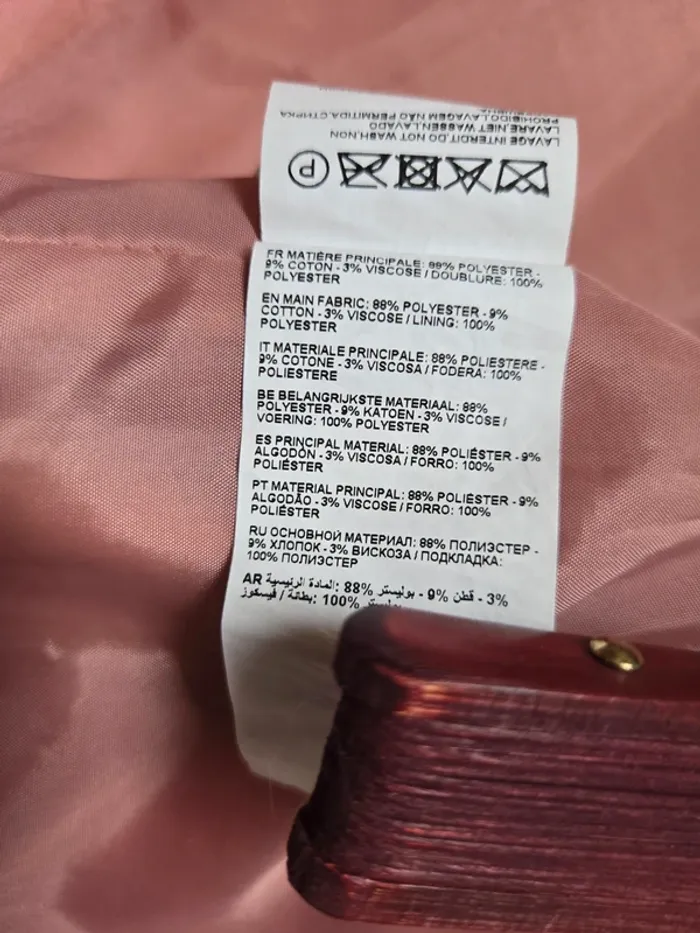 P
LAVAGE INTERDIT,DO NOT WASH,NON
LAVARE,NIET WASSEN,LAVADO
PROHIBIDO,LAVAGEM NÃO PERMITIDA,СТИРКА
FR MATIÈRE PRINCIPALE: 88% POLYESTER -
9% COTON - 3% VISCOSE / DOUBLURE: 100%
POLYESTER
EN MAIN FABRIC: 88% POLYESTER - 9%
COTTON - 3% VISCOSE / LINING: 100%
POLYESTER
IT MATERIALE PRINCIPALE: 88% POLIESTERE -
9% COTONE - 3% VISCOSA / FODERA: 100%
POLIESTERE
BE BELANGRIJKSTE MATERIAAL: 88%
POLYESTER - 9% KATOEN - 3% VISCOSE /
VOERING: 100% POLYESTER
ES PRINCIPAL MATERIAL: 88% POLIÉSTER - 9%
ALGODÓN - 3% VISCOSA / FORRO: 100%
POLIÉSTER
PT MATERIAL PRINCIPAL: 88% POLIÉSTER - 9%
ALGODÃO - 3% VISCOSE / FORRO: 100%
POLIÉSTER
RU ОСНОВНОЙ МАТЕРИАЛ: 88% ПОЛИЭСТЕР -
9% ХЛОПОК - 3% ВИСКОЗА / ПОДКЛАДКА:
100% ПОЛИЭСТЕР
AR المادة الرئيسية: 88% بوليستر - 9% قطن - 3%
فيسكوز / بطانة: 100% بوليستر